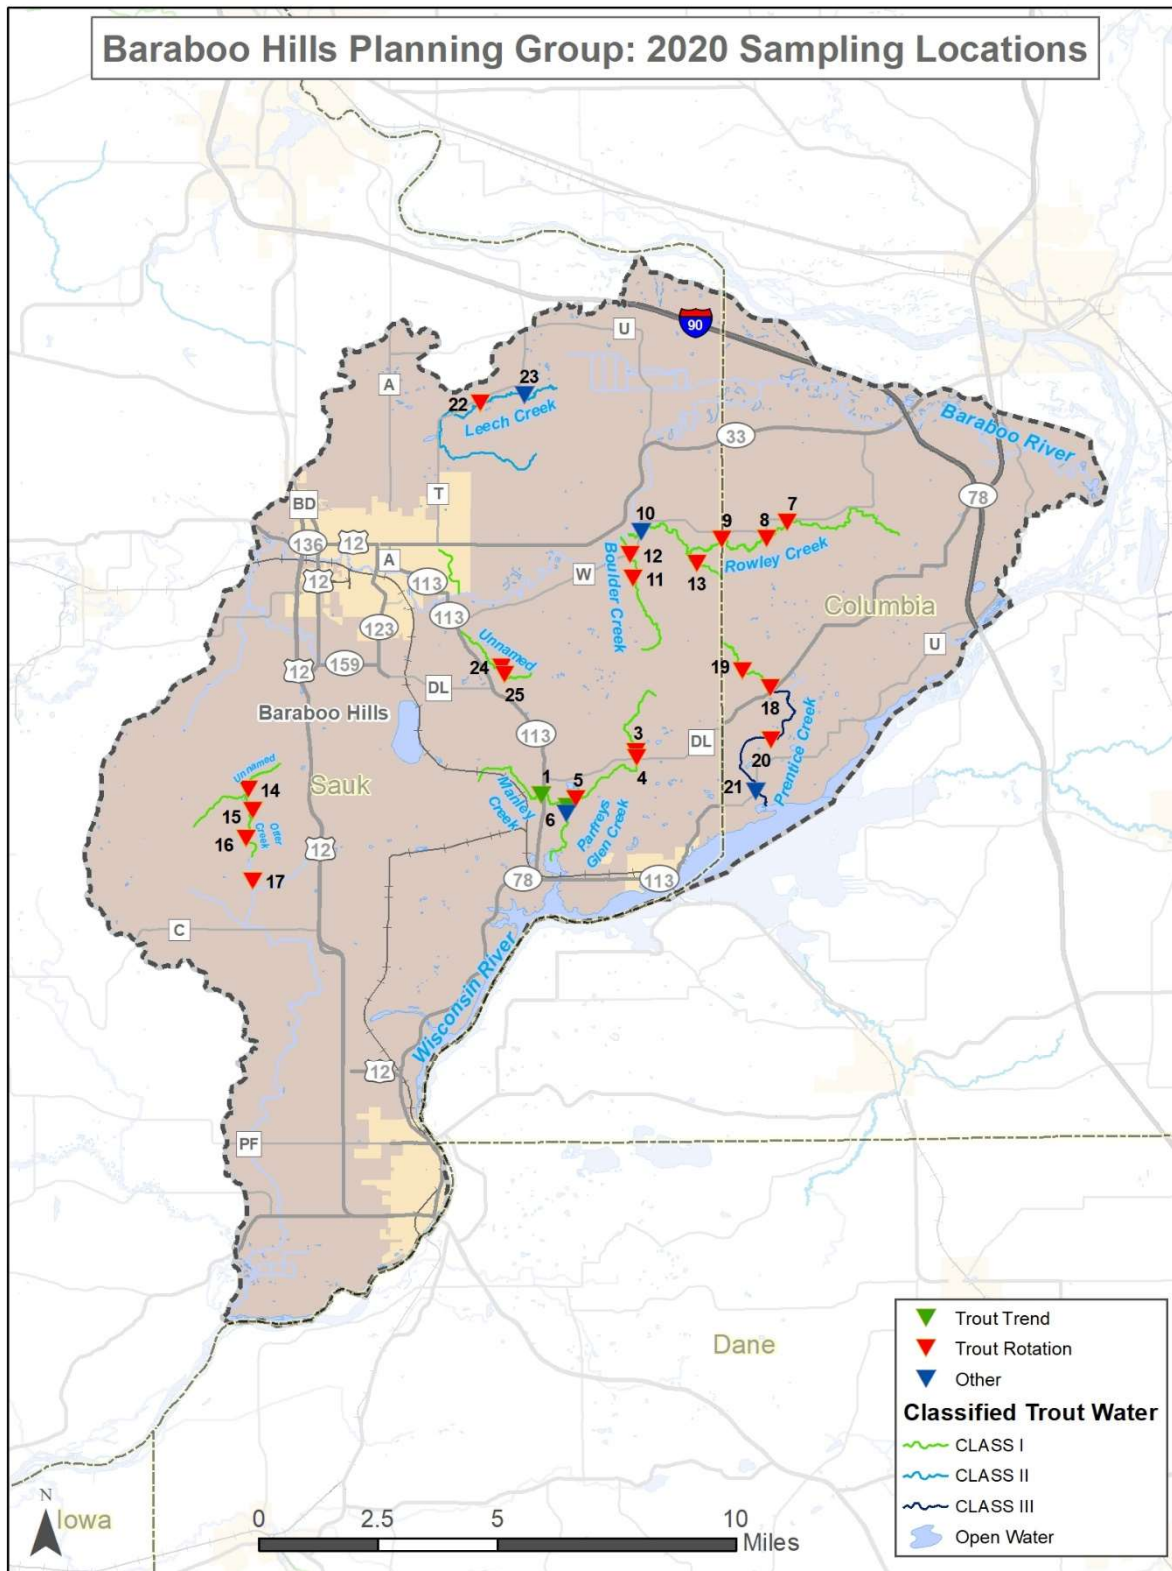 Baraboo Hills Planning Group: 2020 Sampling Locations
90
U
A
23
22
Leech Creek
33
Baraboo River
78
T
BD
136
12
A
12
113
113
123
159
12
DL
10
9
8
7
12
13
11
W
Boulder Creek
Rowley Creek
Columbia
U
Unnamed
24
25
19
18
Baraboo Hills
113
3
4
DL
20
21
Prentice Creek
Sauk
Unnamed
14
15
16
Otter
Creek
17
12
1
5
6
Manley
Creek
Parfreys
Glen Creek
78
113
C
Wisconsin River
12
PF
Dane
Iowa
N
0
2.5
5
10
Miles
Trout Trend
Trout Rotation
Other
Classified Trout Water
CLASS I
CLASS II
CLASS III
Open Water